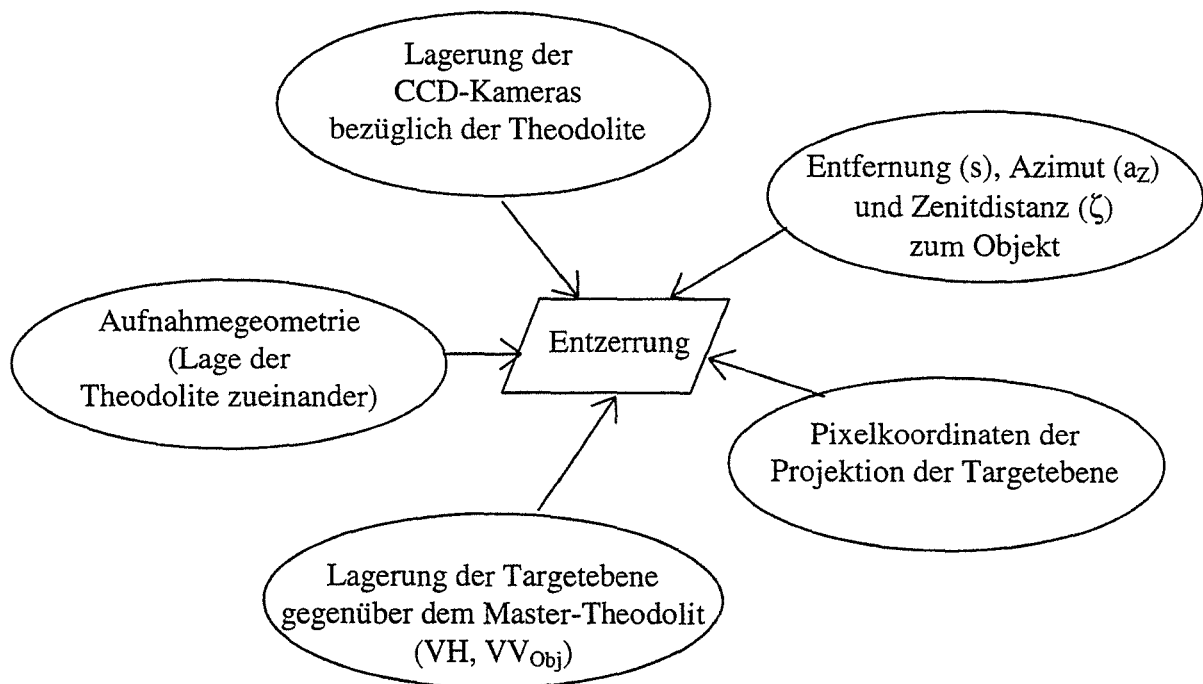 Lagerung der
CCD-Kameras
bezüglich der Theodolite
Entfernung (s), Azimut (aZ)
und Zenitdistanz (ζ)
zum Objekt
Aufnahmegeometrie
(Lage der
Theodolite zueinander)
Entzerrung
Pixelkoordinaten der
Projektion der Targetebene
Lagerung der Targetebene
gegenüber dem Master-Theodolit
(VH, VVObj)